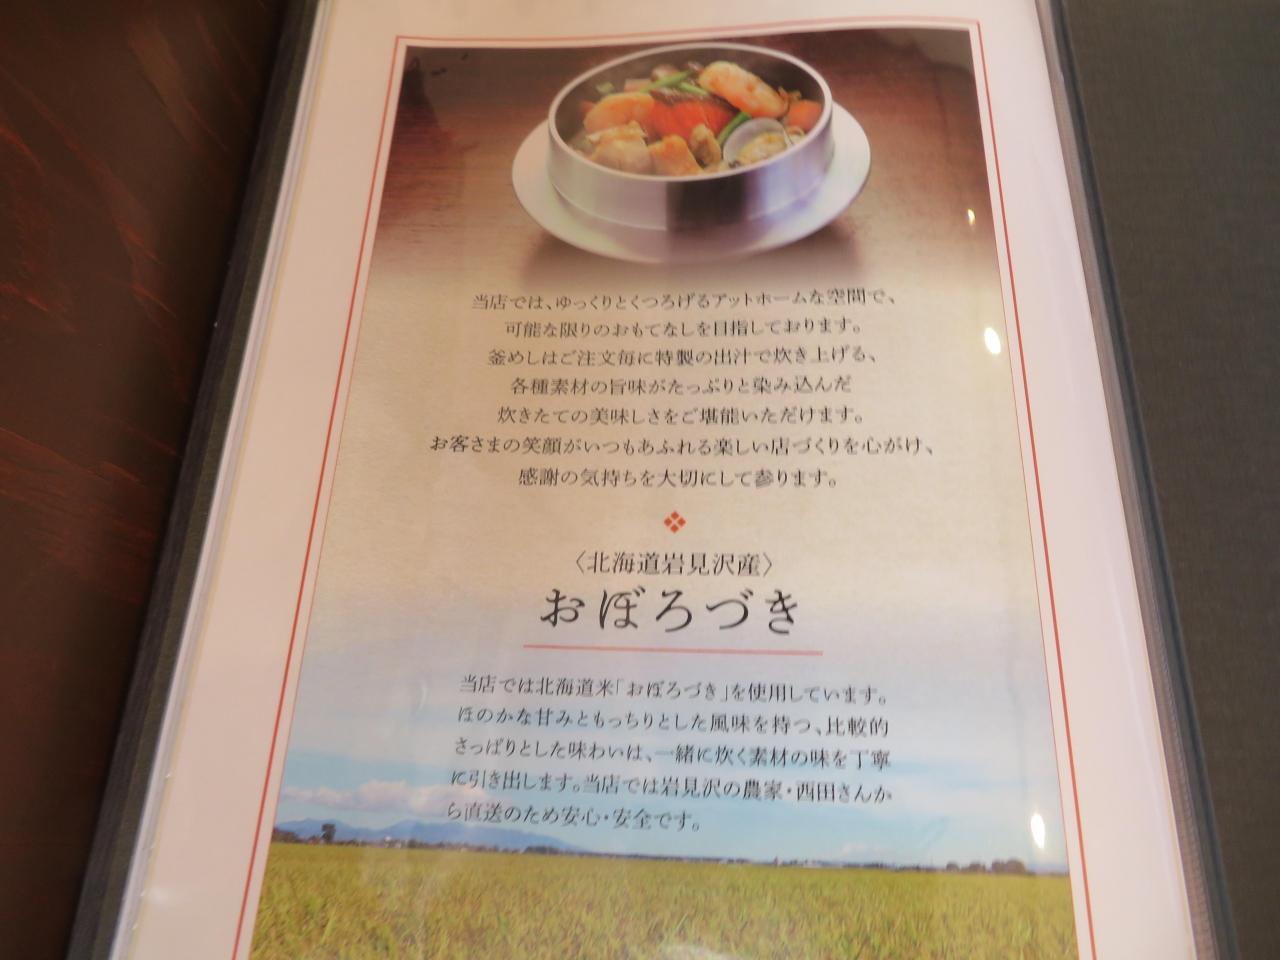 当店では、ゆっくりとくつろげるアットホームな空間で、
可能な限りのおもてなしを目指しております。
釜めしはご注文毎に特製の出汁で炊き上げる、
各種素材の旨味がたっぷりと染み込んだ
炊きたての美味しさをご堪能いただけます。
お客さまの笑顔がいつもあふれる楽しい店づくりを心がけ、
感謝の気持ちを大切にして参ります。
〈北海道岩見沢産〉
おぼろづき
当店では北海道米「おぼろづき」を使用しています。
ほのかな甘みともっちりとした風味を持つ、比較的
さっぱりとした味わいは、一緒に炊く素材の味を丁寧
に引き出します。当店では岩見沢の農家・西田さんか
ら直送のため安心・安全です。